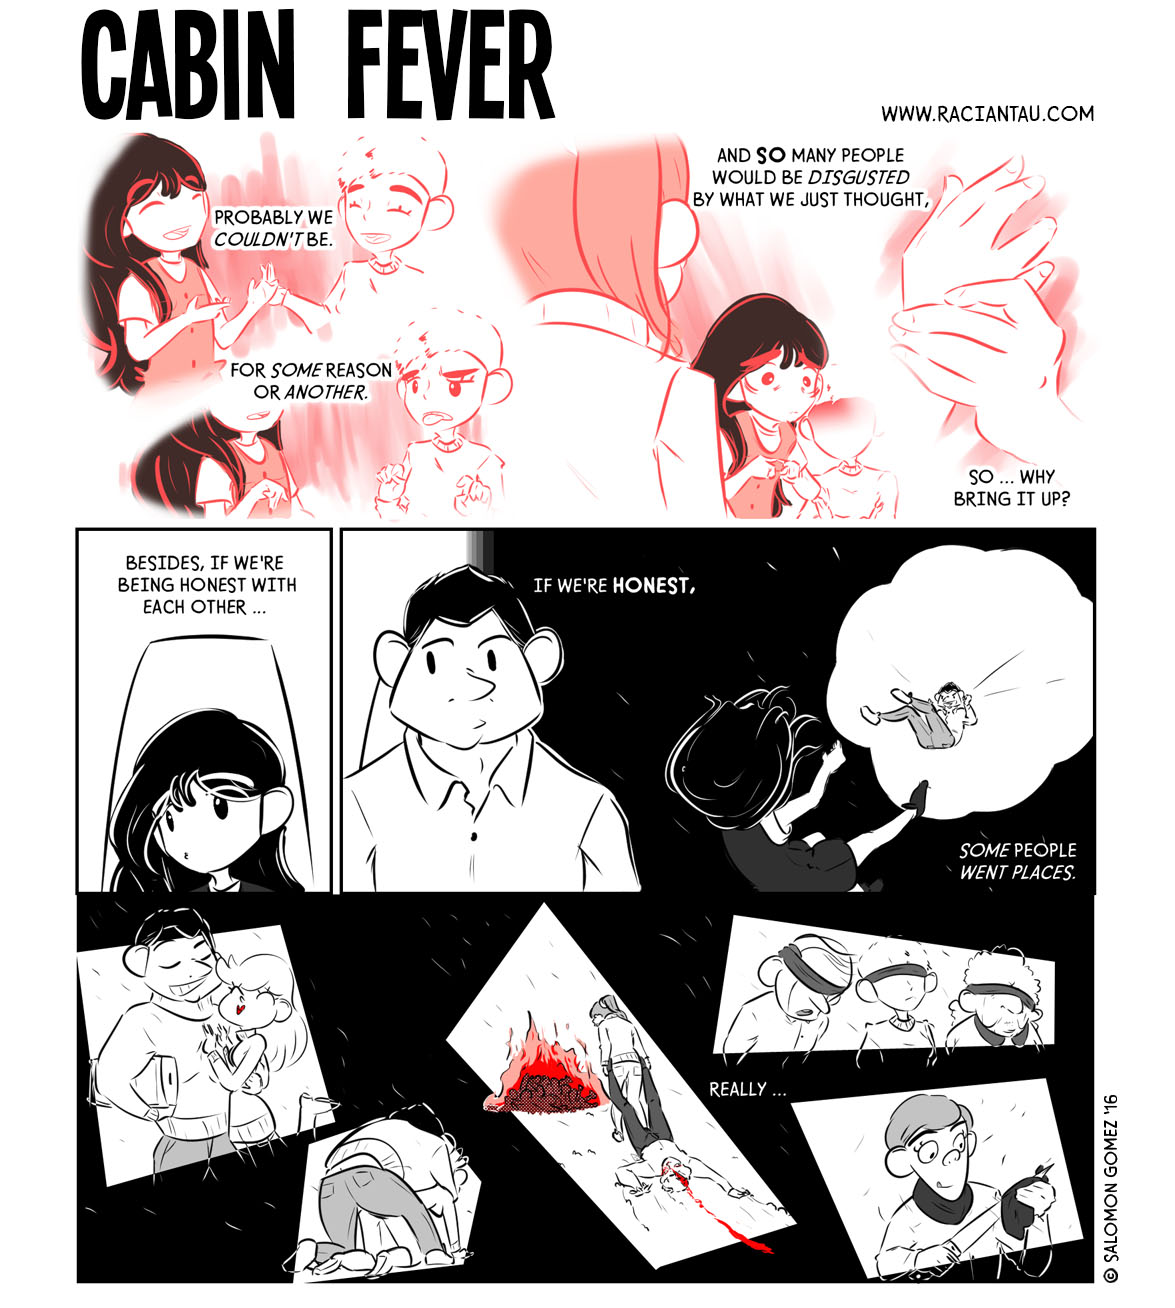 CABIN FEVER
WWW.RACIANTAU.COM
PROBABLY WE
COULDN'T BE.
FOR SOME REASON
OR ANOTHER.
AND SO MANY PEOPLE
WOULD BE DISGUSTED
BY WHAT WE JUST THOUGHT,
SO ... WHY
BRING IT UP?
BESIDES, IF WE'RE
BEING HONEST WITH
EACH OTHER ...
IF WE'RE HONEST,
SOME PEOPLE
WENT PLACES.
REALLY ...
© SALOMON GOMEZ '16